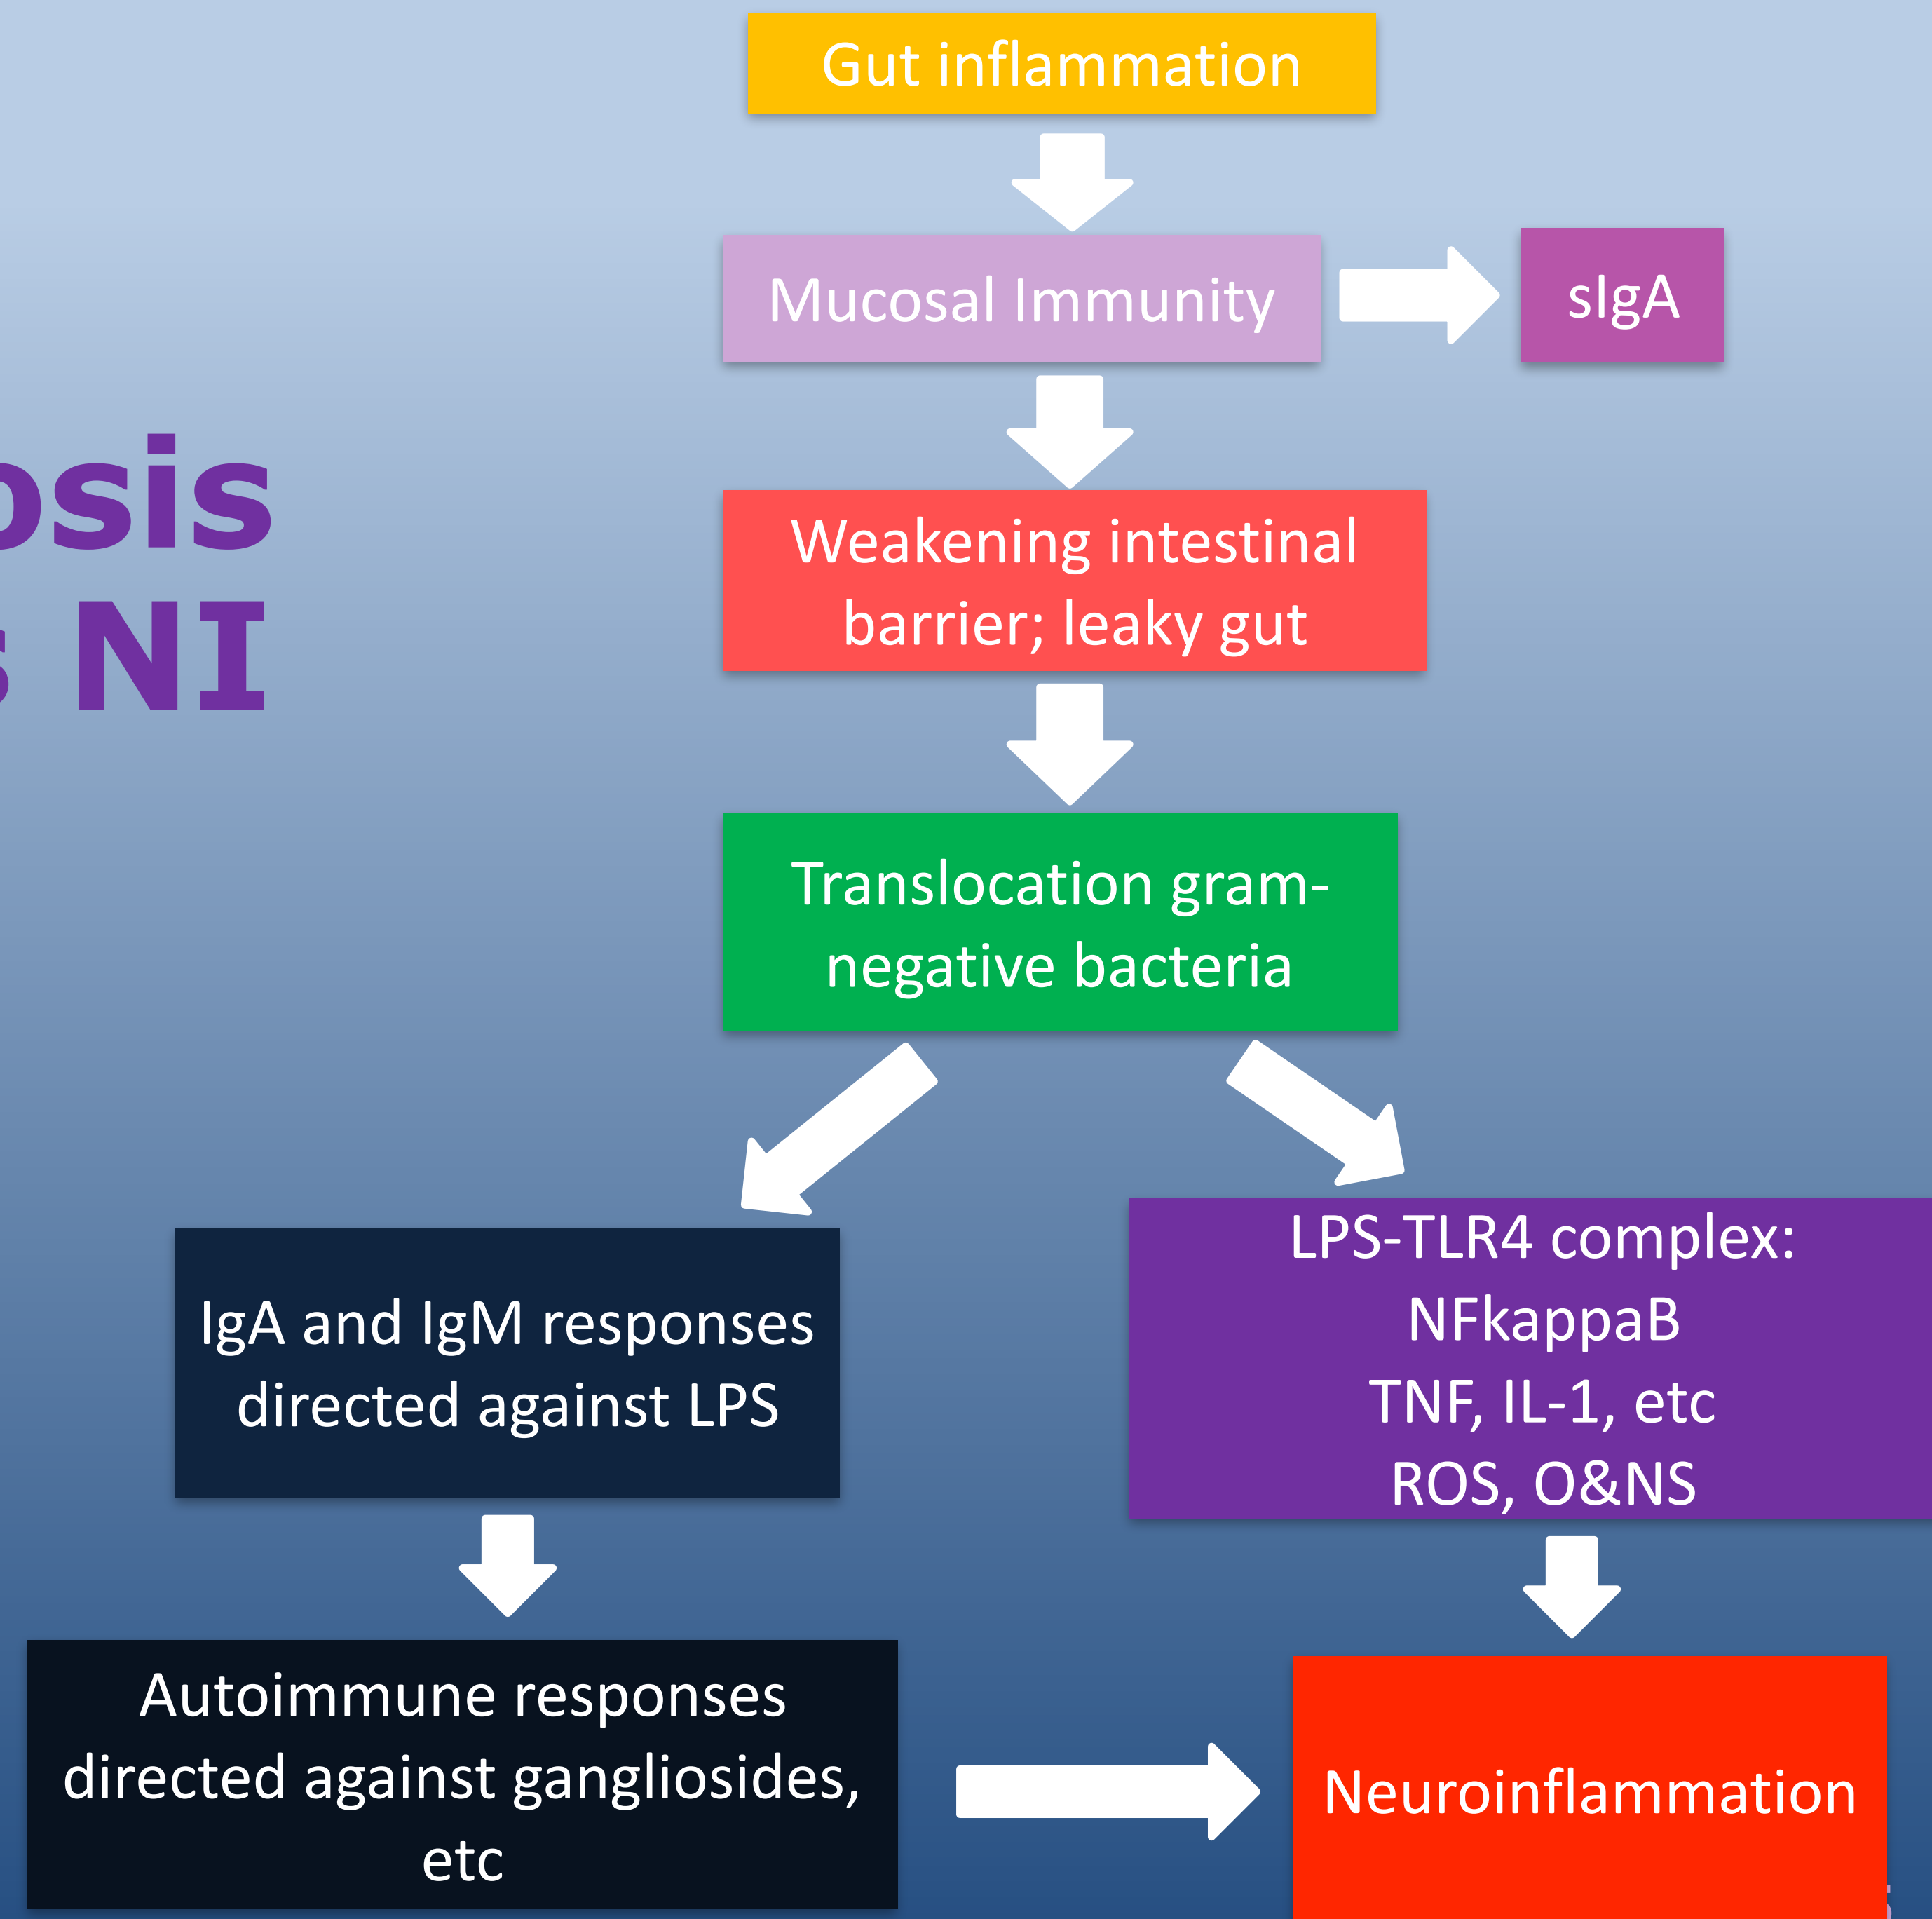 Gut inflammation
Mucosal Immunity
sIgA
osis
s NI
Weakening intestinal
barrier; leaky gut
Translocation gram-
negative bacteria
IgA and IgM responses
directed against LPS
LPS-TLR4 complex:
NFkappaB
TNF, IL-1, etc
ROS, O&NS
Autoimmune responses
directed against gangliosides,
etc
Neuroinflammation